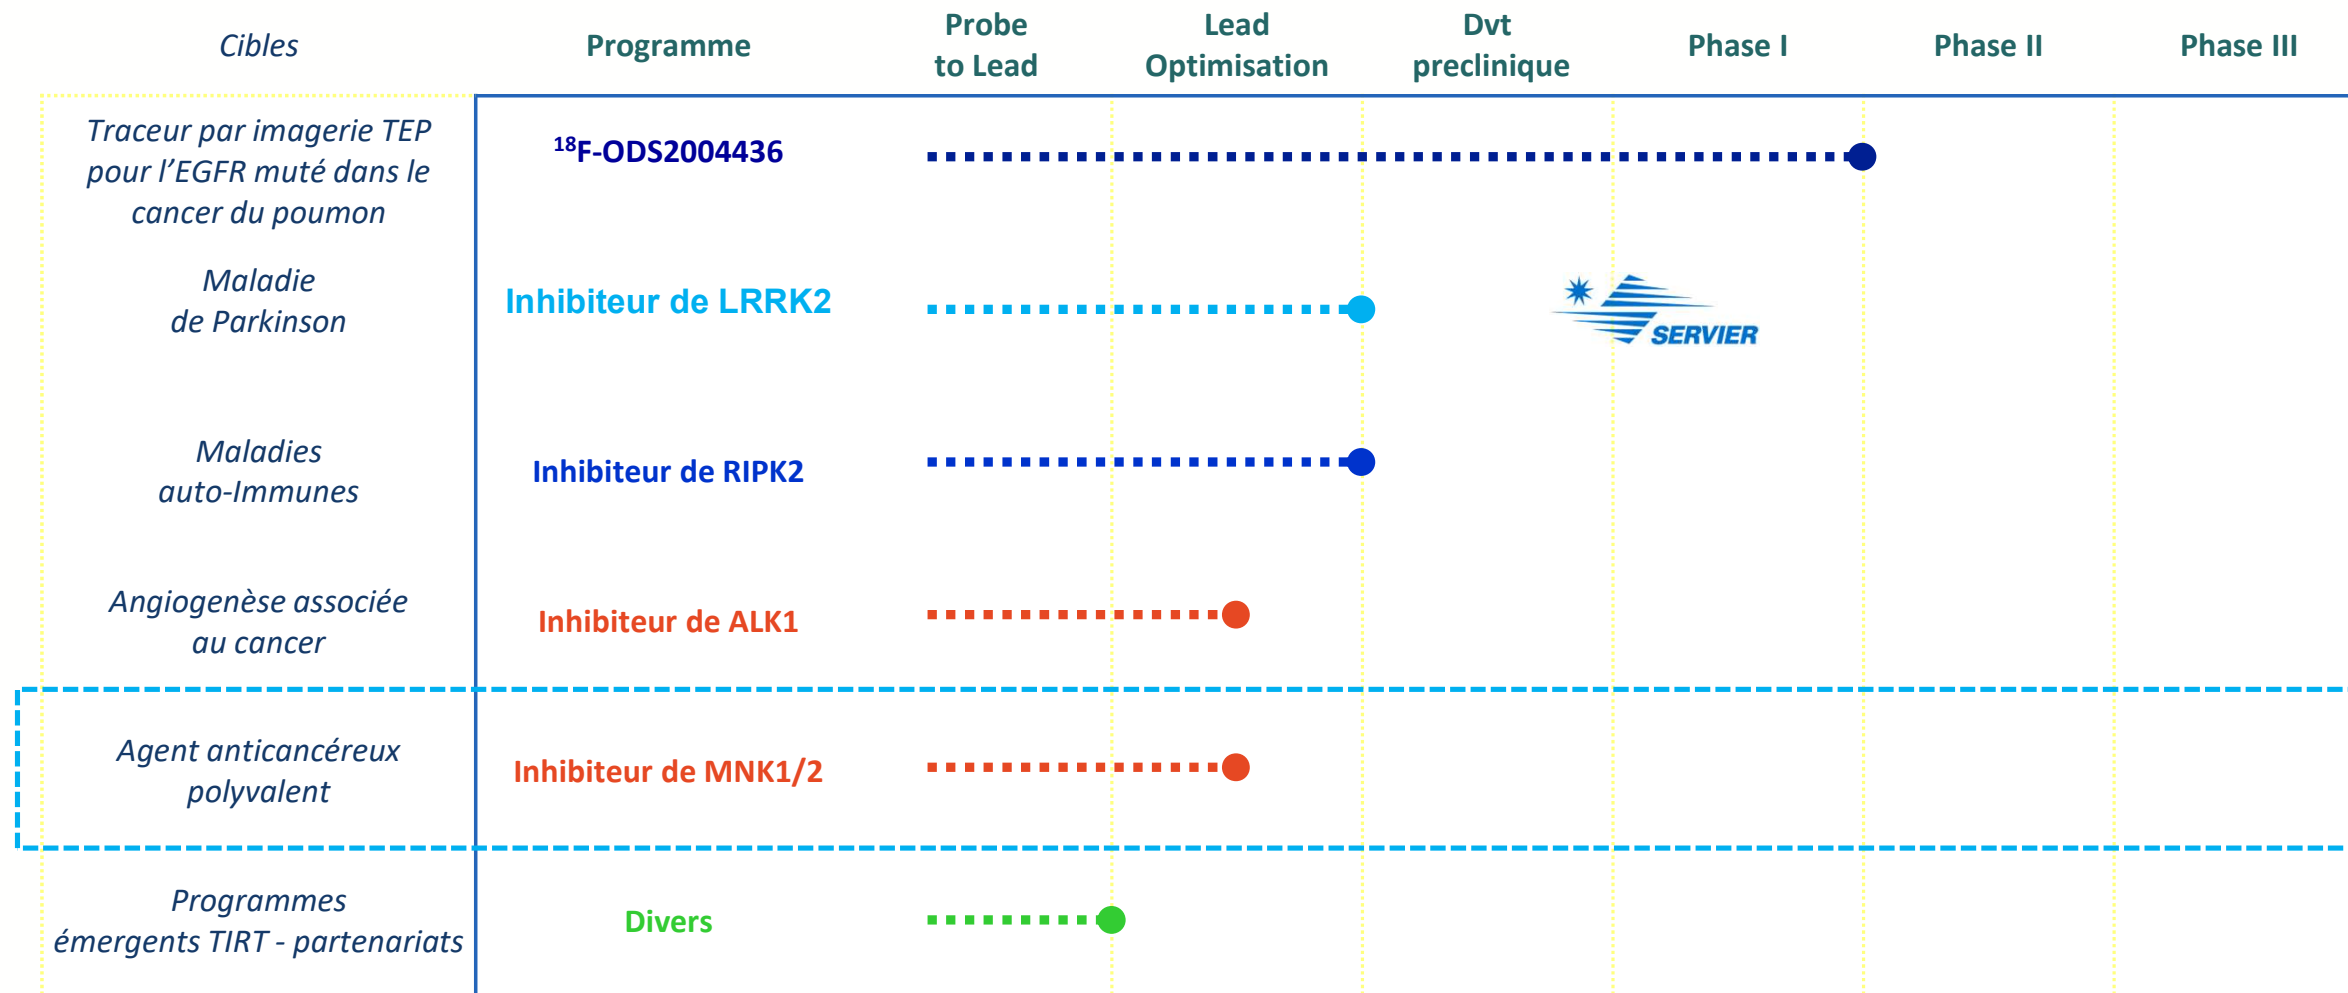 Cibles
Programme
Probe
to Lead
Lead
Optimisation
Dvt
preclinique
Phase I
Phase II
Phase III
Traceur par imagerie TEP
pour l’EGFR muté dans le
cancer du poumon
¹⁸F-ODS2004436
Maladie
de Parkinson
Inhibiteur de LRRK2
SERVIER
Maladies
auto-Immunes
Inhibiteur de RIPK2
Angiogenèse associée
au cancer
Inhibiteur de ALK1
Agent anticancéreux
polyvalent
Inhibiteur de MNK1/2
Programmes
émergents TIRT - partenariats
Divers